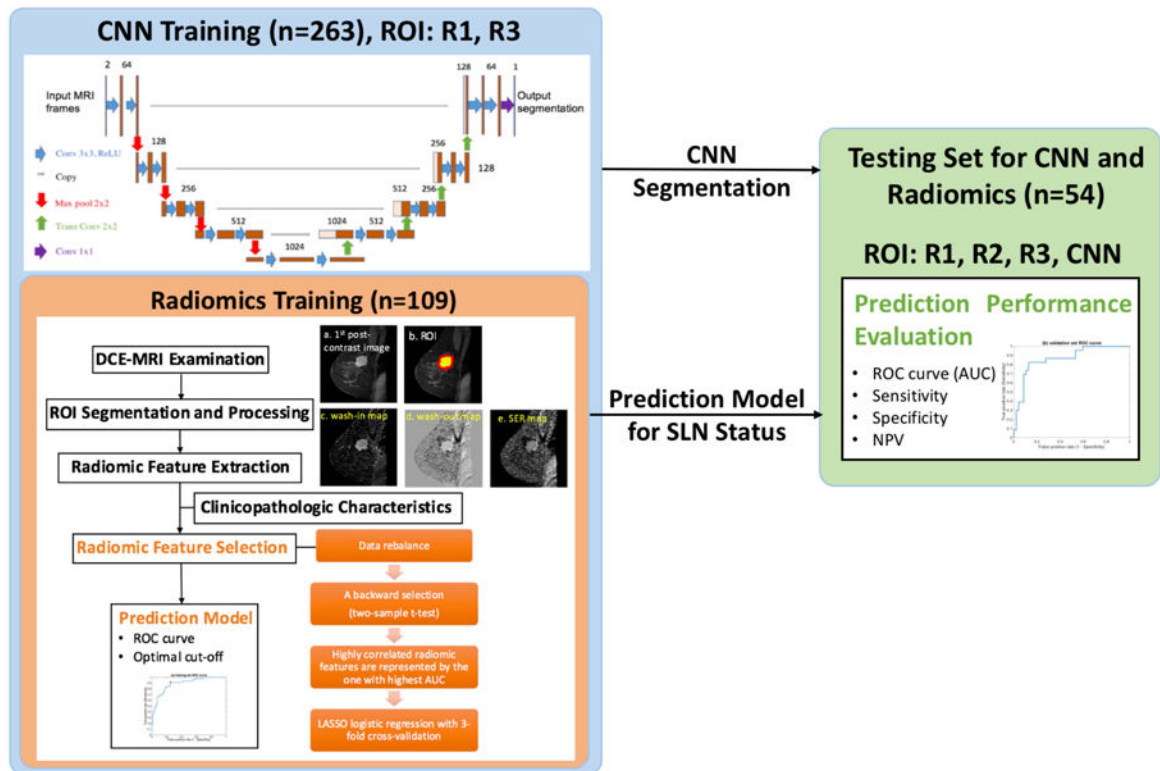 CNN Training (n=263), ROI: R1, R3
2 64
128 64 1
Input MRI
frames
Output
segmentation
128
256
128
Conv 3x3, ReLU
Copy
Max pool 2x2
Trans Conv 2x2
Conv 1x1
256
512 256
512
1024 512
1024
Radiomics Training (n=109)
DCE-MRI Examination
ROI Segmentation and Processing
Radiomic Feature Extraction
Clinicopathologic Characteristics
Radiomic Feature Selection
a. 1st post-
contrast image
b. ROI
c. wash-in map
d. wash-out map
e. SER map
Data rebalance
A backward selection
(two-sample t-test)
Highly correlated radiomic
features are represented by the
one with highest AUC
LASSO logistic regression with 3-
fold cross-validation
Prediction Model
• ROC curve
• Optimal cut-off
CNN
Segmentation
Prediction Model
for SLN Status
Testing Set for CNN and
Radiomics (n=54)
ROI: R1, R2, R3, CNN
Prediction Performance
Evaluation
• ROC curve (AUC)
• Sensitivity
• Specificity
• NPV
(b) validation set ROC curve